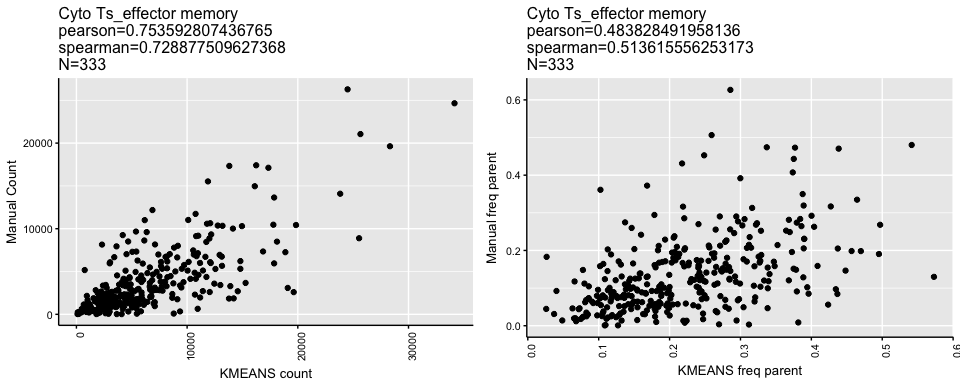 Cyto Ts_effector memory
pearson=0.753592807436765
spearman=0.728877509627368
N=333
Manual Count
20000
10000
0
0
10000
20000
30000
KMEANS count
Cyto Ts_effector memory
pearson=0.483828491958136
spearman=0.513615556253173
N=333
Manual freq parent
0.6
0.4
0.2
0.0
0.0
0.1
0.2
0.3
0.4
0.5
0.6
KMEANS freq parent